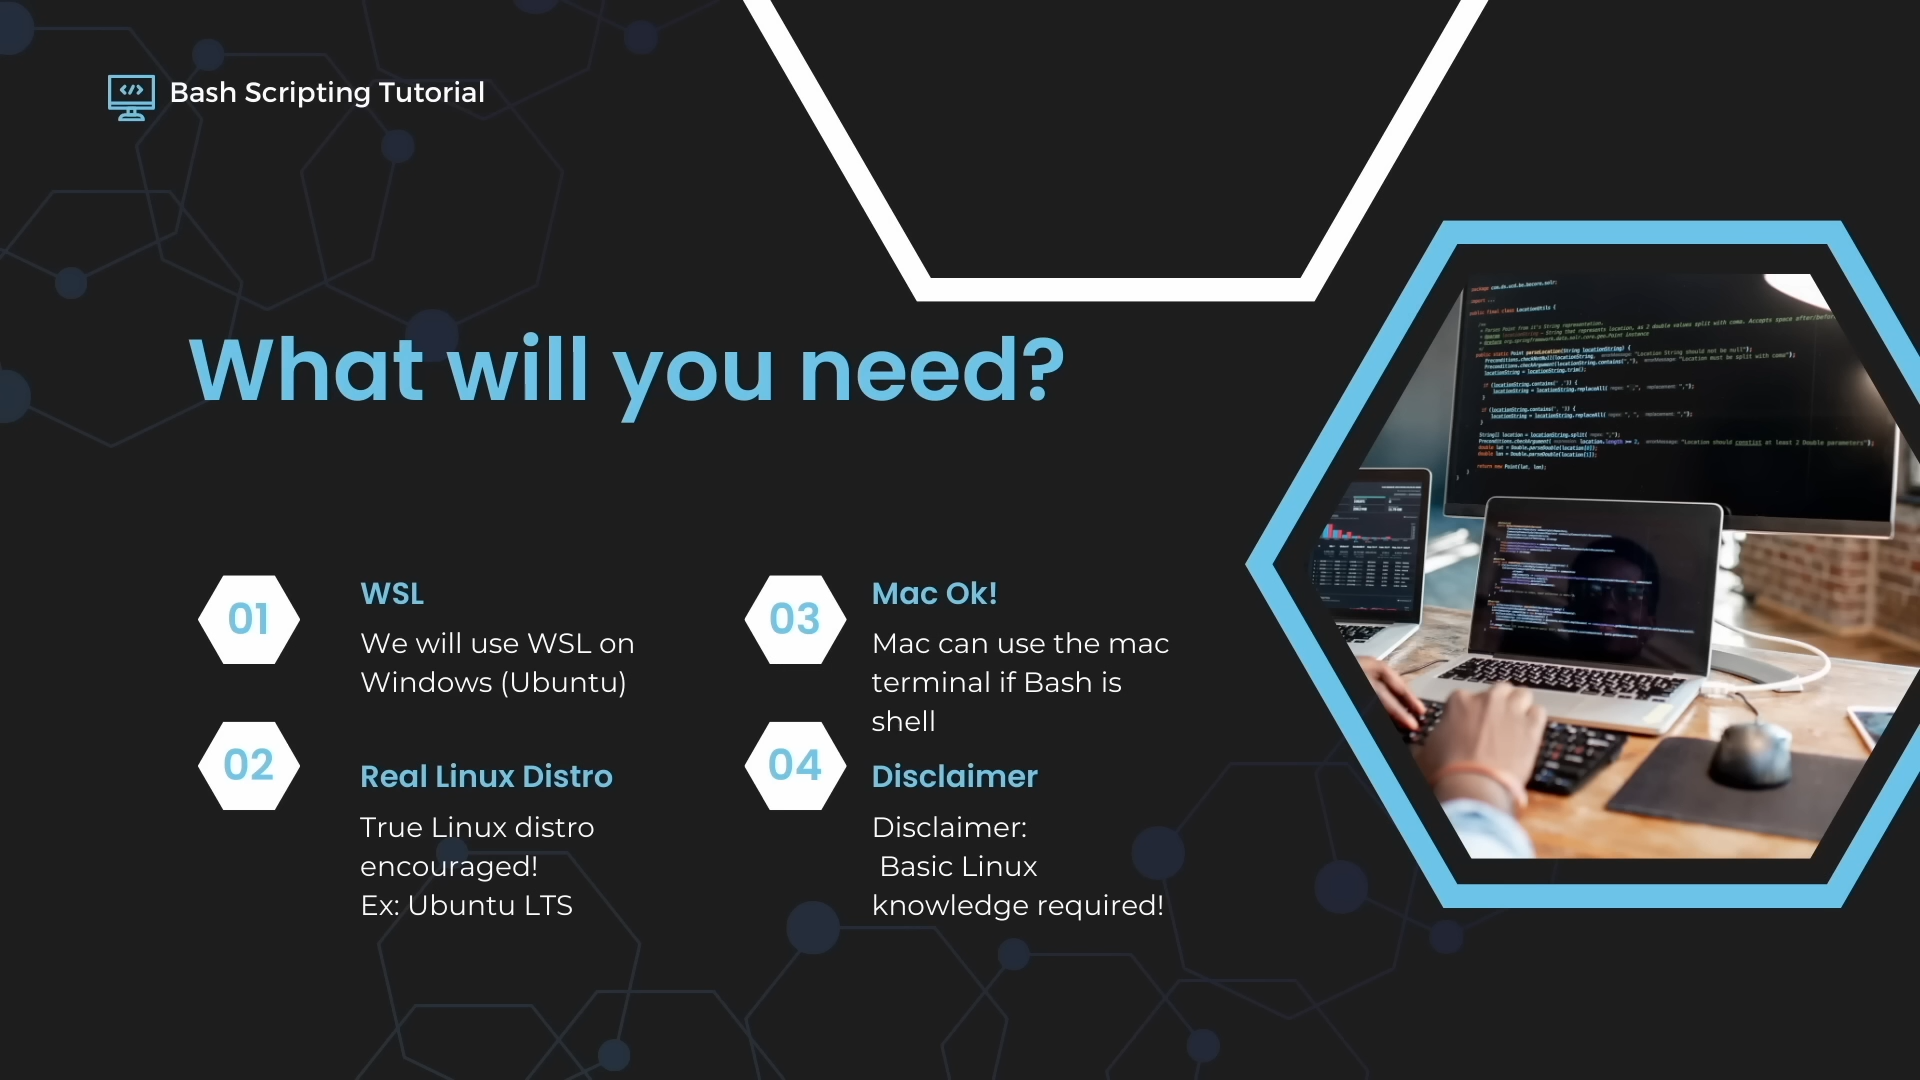 Bash Scripting Tutorial
What will you need?
01
WSL
We will use WSL on
Windows (Ubuntu)
02
Real Linux Distro
True Linux distro
encouraged!
Ex: Ubuntu LTS
03
Mac Ok!
Mac can use the mac
terminal if Bash is
shell
04
Disclaimer
Disclaimer:
Basic Linux
knowledge required!